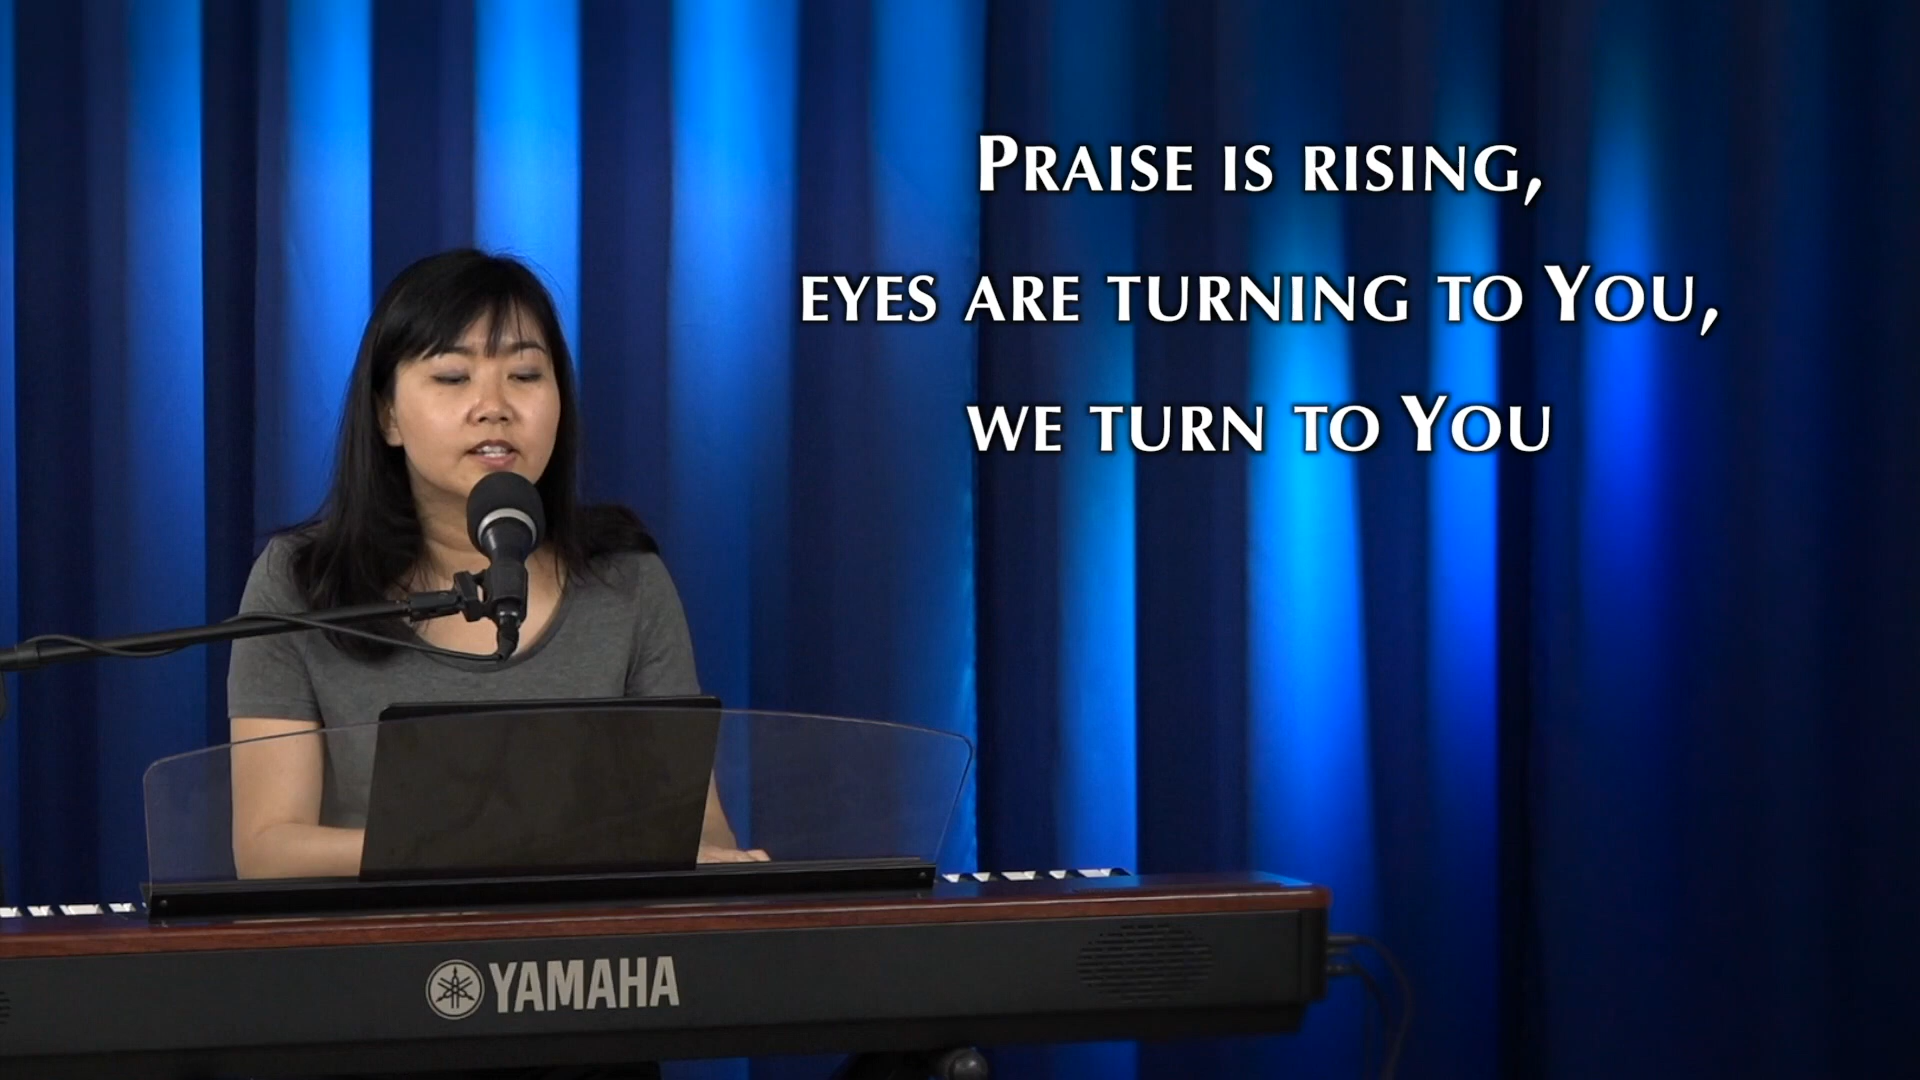 Praise is rising,
eyes are turning to You,
we turn to You
YAMAHA